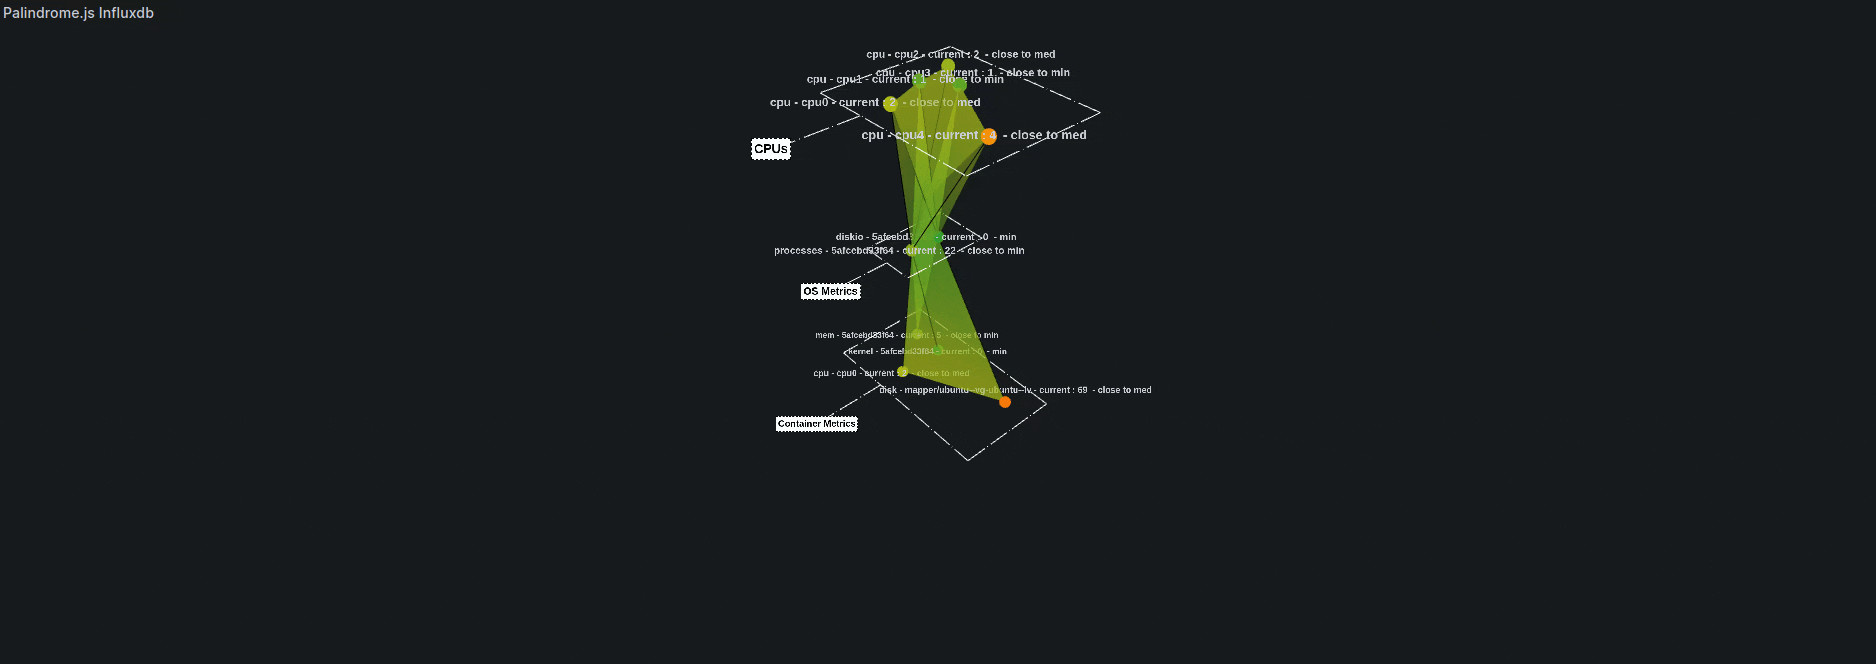 Palindrome.js Influxdb
cpu - cpu2 - current : 2 - close to med
cpu - cpu3 - current : 1 - close to min
cpu - cpu1 - current : 1 - close to min
cpu - cpu0 - current : 2 - close to med
cpu - cpu4 - current : 4 - close to med
CPUs
diskio - 5afcebd - current : 0 - min
processes - 5afcebd33f64 - current : 22 - close to min
OS Metrics
mem - 5afcebd33f64 - current : 5 - close to min
kernel - 5afcebd33f64 - current : 0 - min
cpu - cpu0 - current : 2 - close to med
disk - mapper/ubuntu--vg-ubuntu--lv - current : 69 - close to med
Container Metrics